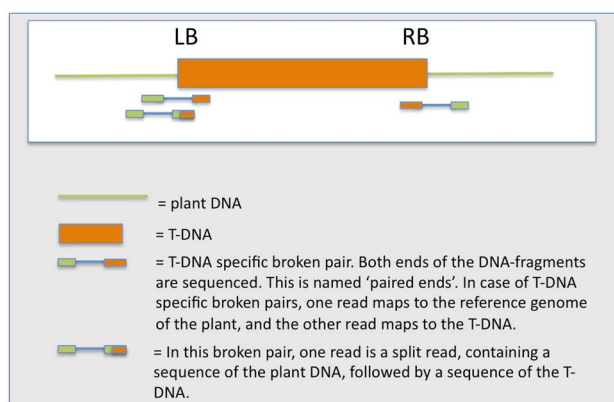 LB RB
= plant DNA
= T-DNA
= T-DNA specific broken pair. Both ends of the DNA-fragments
are sequenced. This is named ‘paired ends’. In case of T-DNA
specific broken pairs, one read maps to the reference genome
of the plant, and the other read maps to the T-DNA.
= In this broken pair, one read is a split read, containing a
sequence of the plant DNA, followed by a sequence of the T-
DNA.